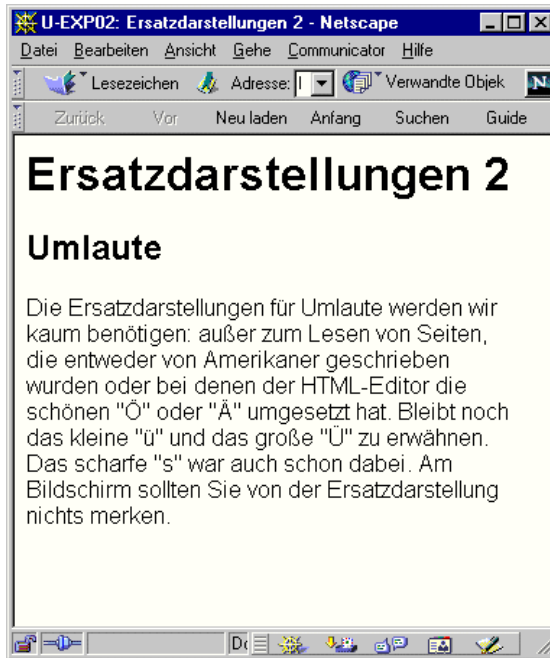 U-EXP02: Ersatzdarstellungen 2 - Netscape
Datei Bearbeiten Ansicht Gehe Communicator Hilfe
Lesezeichen Adresse: Verwandte Objek N
Zurück Vor Neu laden Anfang Suchen Guide
Ersatzdarstellungen 2
Umlaute
Die Ersatzdarstellungen für Umlaute werden wir
kaum benötigen: außer zum Lesen von Seiten,
die entweder von Amerikaner geschrieben
wurden oder bei denen der HTML-Editor die
schönen "Ö" oder "Ä" umgesetzt hat. Bleibt noch
das kleine "ü" und das große "Ü" zu erwähnen.
Das scharfe "s" war auch schon dabei. Am
Bildschirm sollten Sie von der Ersatzdarstellung
nichts merken.